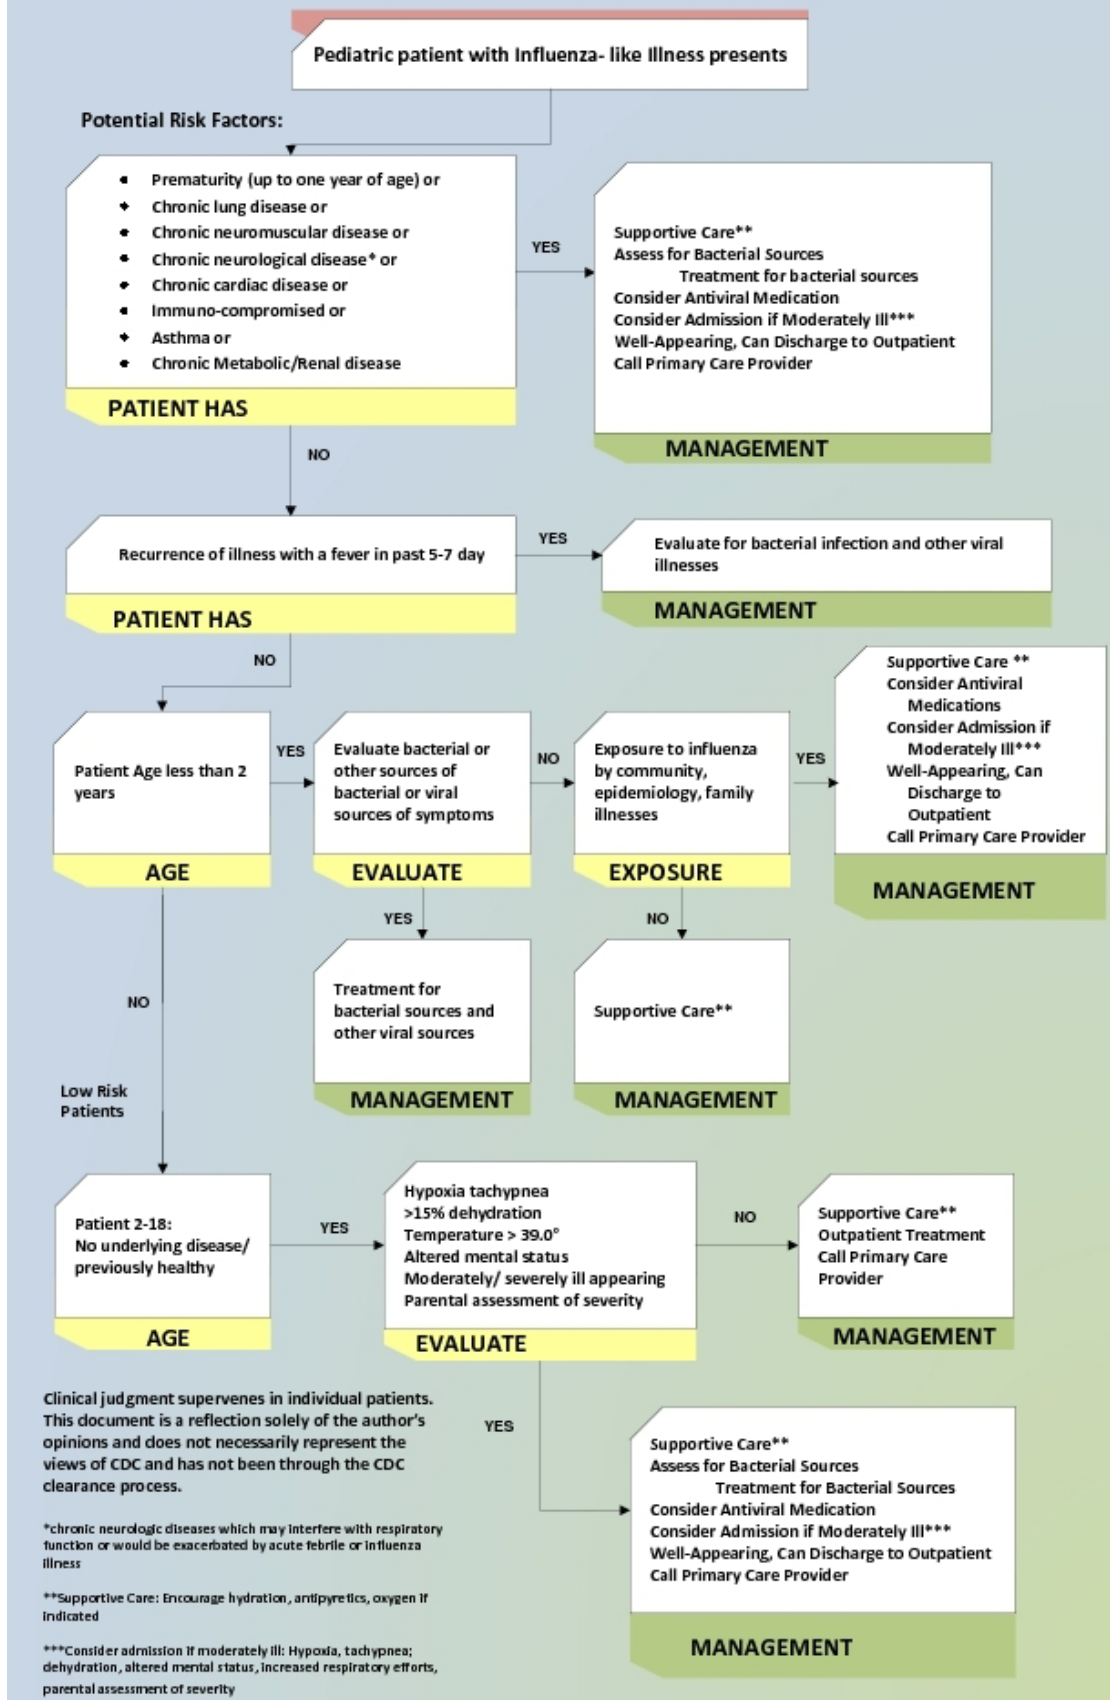 Pediatric patient with Influenza- like Illness presents
Potential Risk Factors:
• Prematurity (up to one year of age) or
• Chronic lung disease or
• Chronic neuromuscular disease or
• Chronic neurological disease* or
• Chronic cardiac disease or
• Immuno-compromised or
• Asthma or
• Chronic Metabolic/Renal disease
PATIENT HAS
YES
Supportive Care**
Assess for Bacterial Sources
Treatment for bacterial sources
Consider Antiviral Medication
Consider Admission if Moderately Ill***
Well-Appearing, Can Discharge to Outpatient
Call Primary Care Provider
MANAGEMENT
NO
Recurrence of illness with a fever in past 5-7 day
PATIENT HAS
YES
Evaluate for bacterial infection and other viral
illnesses
MANAGEMENT
NO
Patient Age less than 2
years
AGE
YES
Evaluate bacterial or
other sources of
bacterial or viral
sources of symptoms
EVALUATE
NO
Exposure to influenza
by community,
epidemiology, family
illnesses
EXPOSURE
YES
Supportive Care **
Consider Antiviral
Medications
Consider Admission if
Moderately Ill***
Well-Appearing, Can
Discharge to
Outpatient
Call Primary Care Provider
MANAGEMENT
YES
Treatment for
bacterial sources and
other viral sources
MANAGEMENT
NO
Supportive Care**
MANAGEMENT
NO
Low Risk
Patients
Patient 2-18:
No underlying disease/
previously healthy
AGE
YES
Hypoxia tachypnea
>15% dehydration
Temperature > 39.0°
Altered mental status
Moderately/ severely ill appearing
Parental assessment of severity
EVALUATE
NO
Supportive Care**
Outpatient Treatment
Call Primary Care
Provider
MANAGEMENT
YES
Supportive Care**
Assess for Bacterial Sources
Treatment for Bacterial Sources
Consider Antiviral Medication
Consider Admission if Moderately Ill***
Well-Appearing, Can Discharge to Outpatient
Call Primary Care Provider
MANAGEMENT
Clinical judgment supervenes in individual patients.
This document is a reflection solely of the author's
opinions and does not necessarily represent the
views of CDC and has not been through the CDC
clearance process.
*chronic neurologic diseases which may interfere with respiratory
function or would be exacerbated by acute febrile or influenza
illness
**Supportive Care: Encourage hydration, antipyretics, oxygen if
indicated
***Consider admission if moderately ill: Hypoxia, tachypnea;
dehydration, altered mental status, increased respiratory efforts,
parental assessment of severity